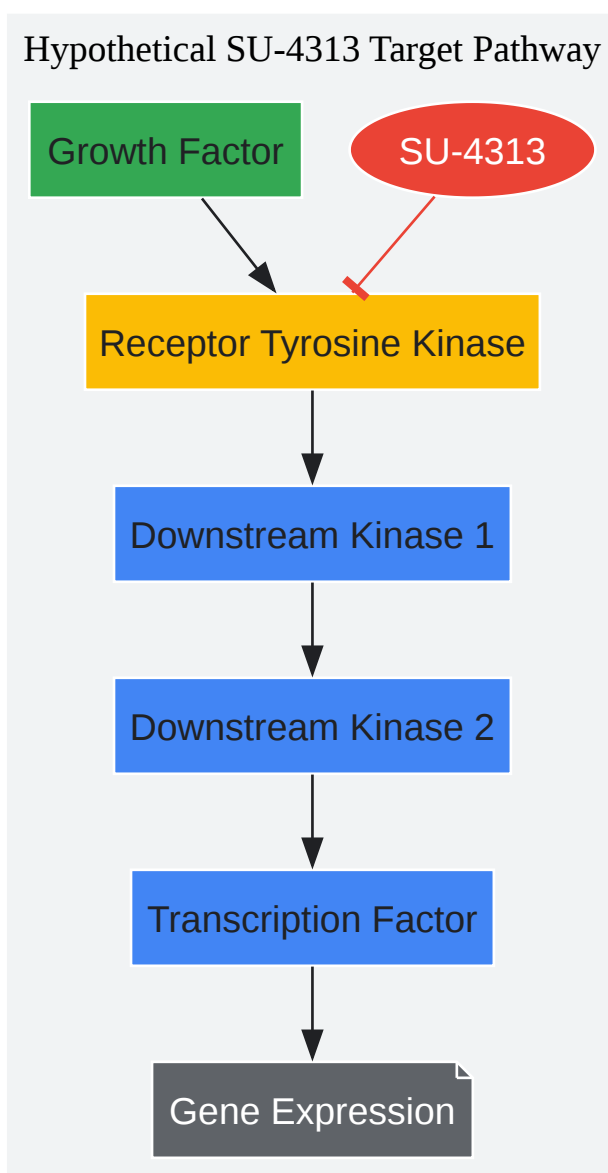 Hypothetical SU-4313 Target Pathway
Growth Factor
SU-4313
Receptor Tyrosine Kinase
Downstream Kinase 1
Downstream Kinase 2
Transcription Factor
Gene Expression